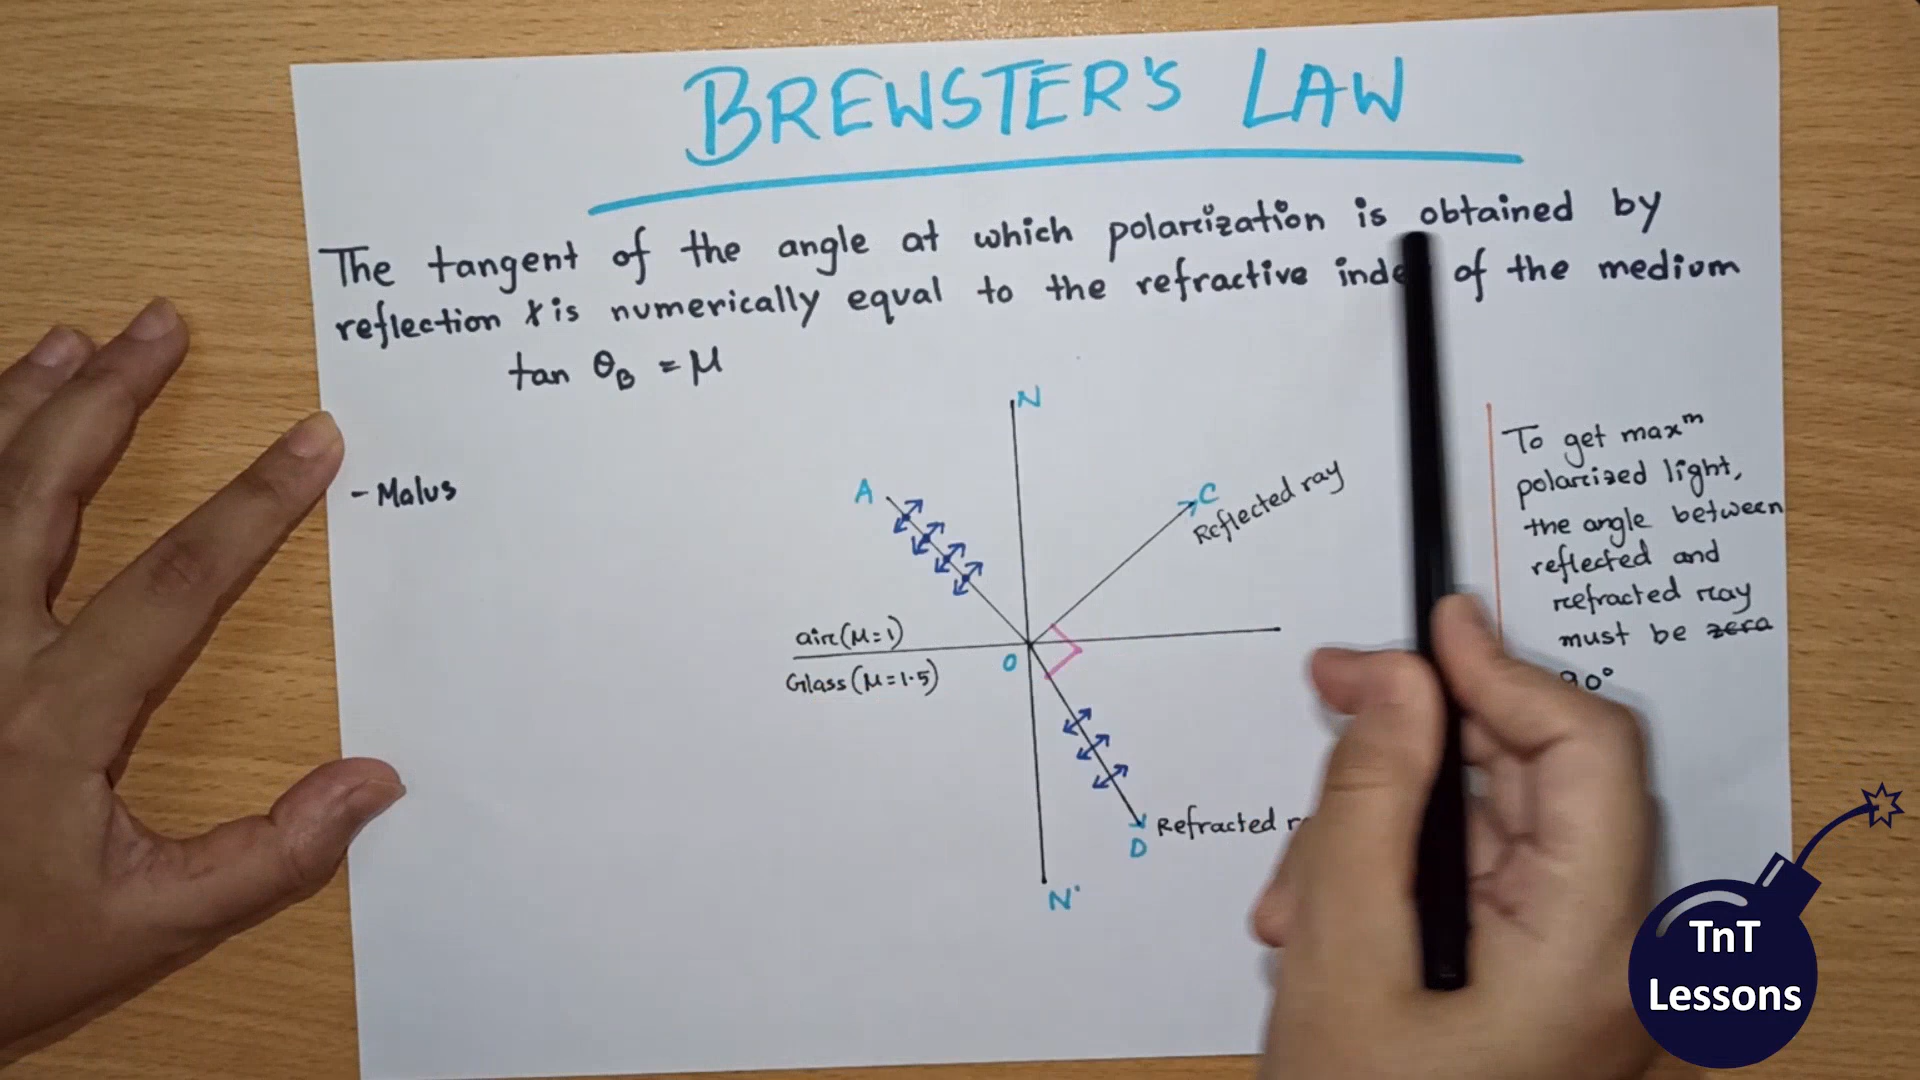 BREWSTER'S LAW
The tangent of the angle at which polarization is obtained by
reflection is numerically equal to the refractive index of the medium
tan θB = μ
- Malus
N
A
C
Reflected ray
air (μ=1)
O
Glass (μ=1.5)
Refracted
D
N'
To get maxᵐ
polarized light,
the angle between
reflected and
refracted ray
must be zero
90°
TnT
Lessons